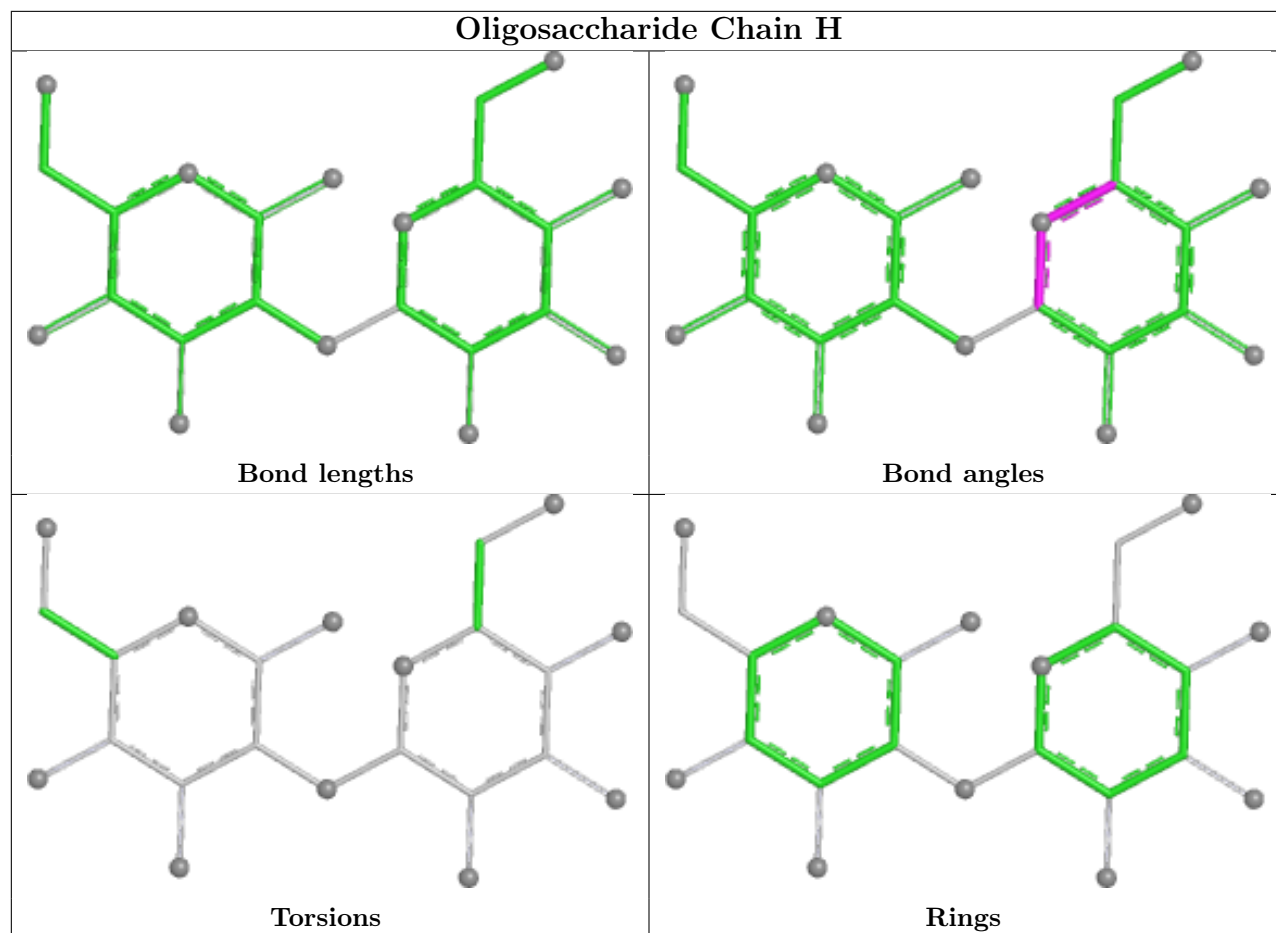 Oligosaccharide Chain H
Bond lengths
Bond angles
Torsions
Rings